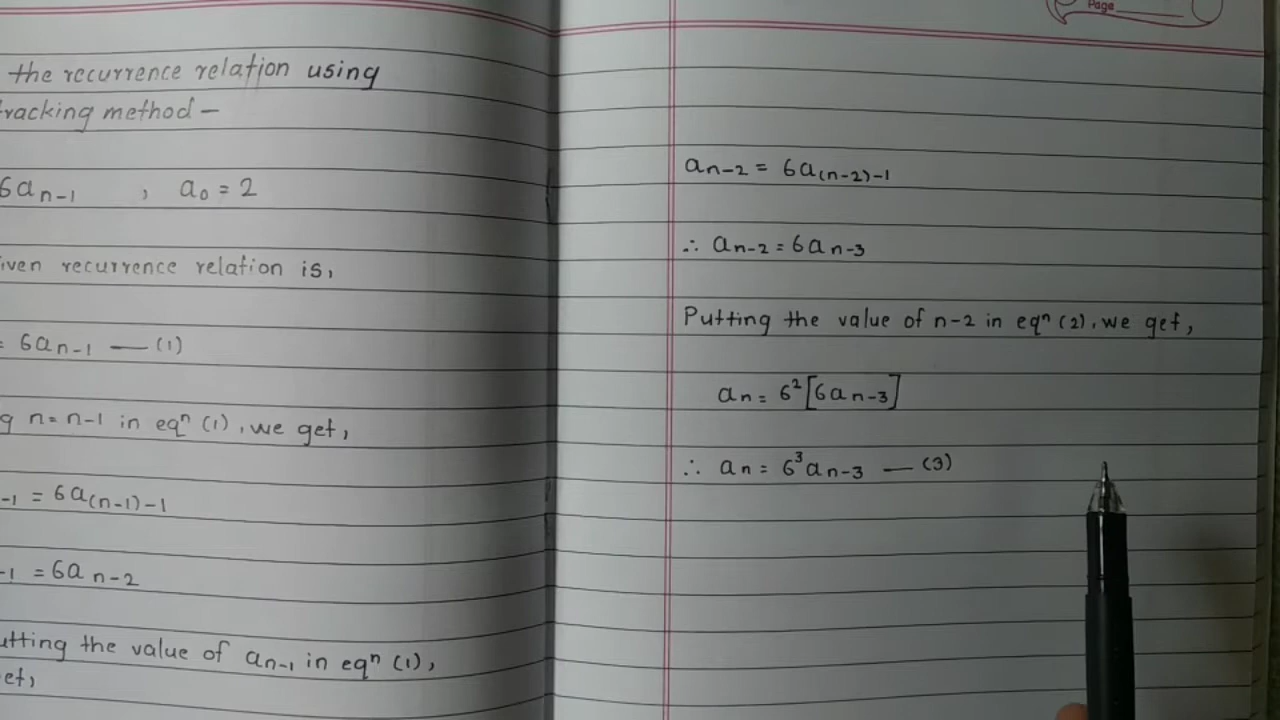 the recurrence relation using
tracking method –
6aₙ₋₁ , a₀ = 2
iven recurrence relation is,
= 6aₙ₋₁ — (1)
g n = n-1 in eqⁿ (1), we get,
-1 = 6a₍ₙ₋₁₎₋₁
-1 = 6aₙ₋₂
utting the value of aₙ₋₁ in eqⁿ (1),
et,
Page
aₙ₋₂ = 6a₍ₙ₋₂₎₋₁
∴ aₙ₋₂ = 6aₙ₋₃
Putting the value of n-2 in eqⁿ (2), we get,
aₙ = 6²[6aₙ₋₃]
∴ aₙ = 6³aₙ₋₃ — (3)